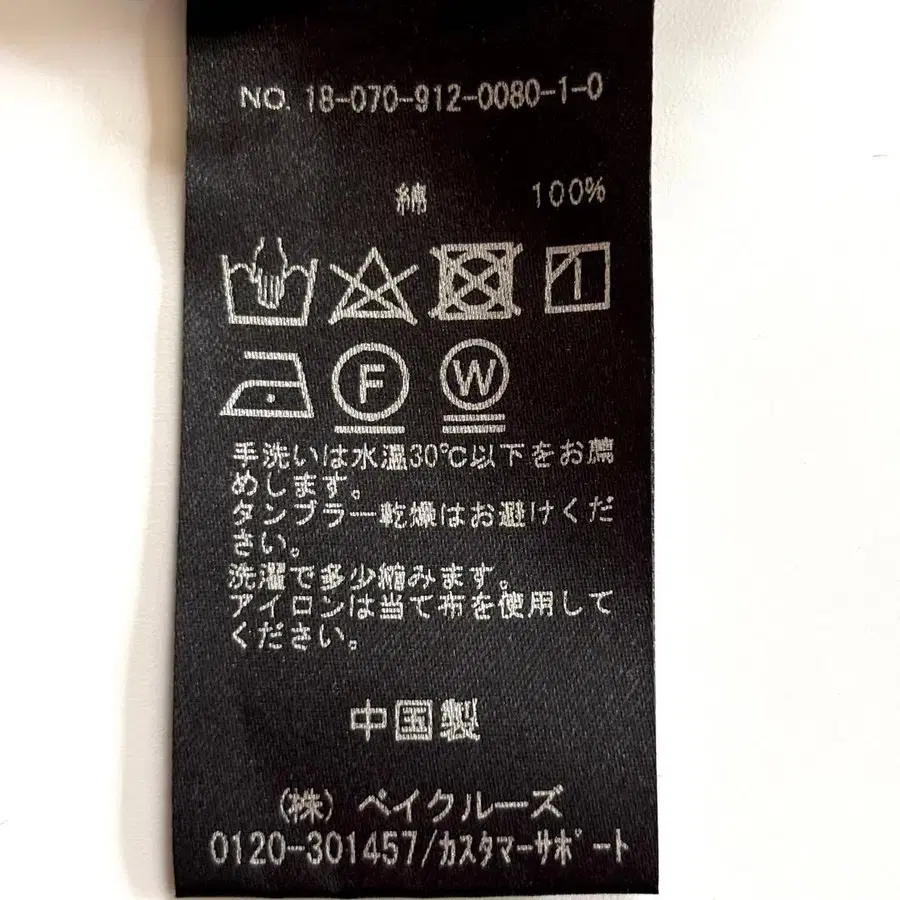 NO. 18-070-912-0080-1-0
綿 100%
F W
手洗いは水温30℃以下をお薦
めします。
タンブラー乾燥はお避けくだ
さい。
洗濯で多少縮みます。
アイロンは当て布を使用して
ください。
中国製
(株) ベイクルーズ
0120-301457/カスタマーサポート